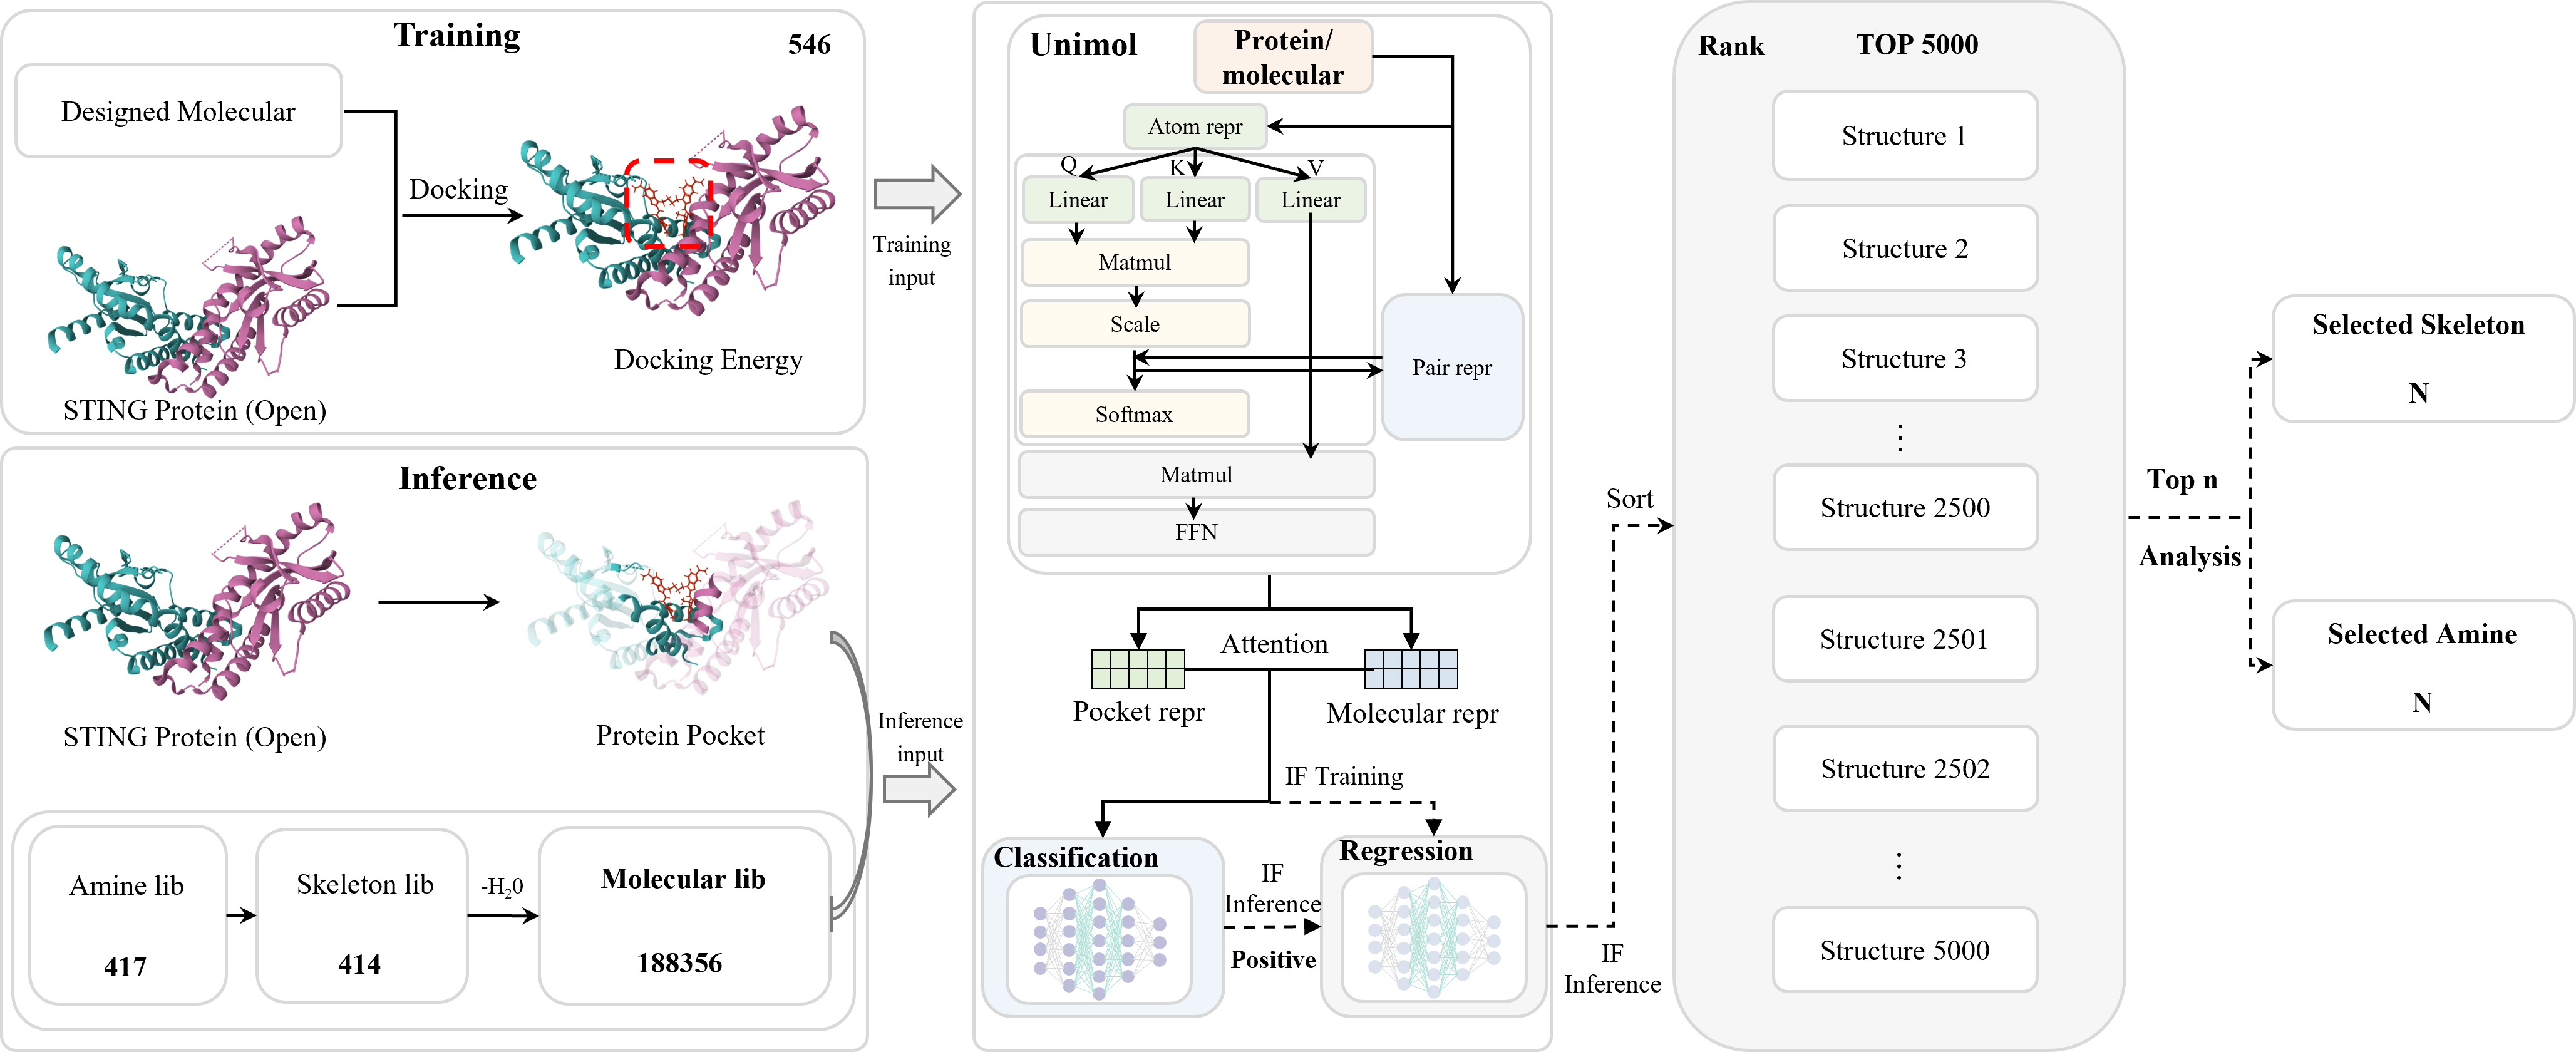 Training
546
Designed Molecular
Docking
STING Protein (Open)
Docking Energy
Training
input
Inference
STING Protein (Open)
Protein Pocket
Amine lib
417
Skeleton lib
414
-H₂0
Molecular lib
188356
Inference
input
Unimol
Protein/
molecular
Atom repr
Q
K
V
Linear
Linear
Linear
Matmul
Scale
Softmax
Pair repr
Matmul
FFN
Attention
Pocket repr
Molecular repr
IF Training
Classification
IF
Inference
Positive
Regression
IF
Inference
Sort
Rank
TOP 5000
Structure 1
Structure 2
Structure 3
⋮
Structure 2500
Structure 2501
Structure 2502
⋮
Structure 5000
Top n
Analysis
Selected Skeleton
N
Selected Amine
N